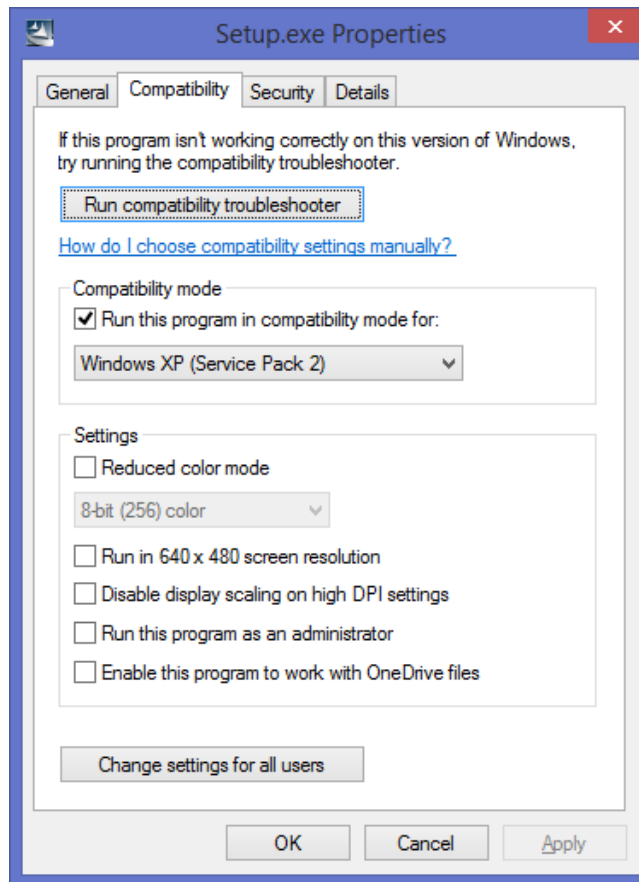 Setup.exe Properties
General
Compatibility
Security
Details
If this program isn't working correctly on this version of Windows,
try running the compatibility troubleshooter.
Run compatibility troubleshooter
How do I choose compatibility settings manually?
Compatibility mode
Run this program in compatibility mode for:
Windows XP (Service Pack 2)
Settings
Reduced color mode
8-bit (256) color
Run in 640 x 480 screen resolution
Disable display scaling on high DPI settings
Run this program as an administrator
Enable this program to work with OneDrive files
Change settings for all users
OK
Cancel
Apply